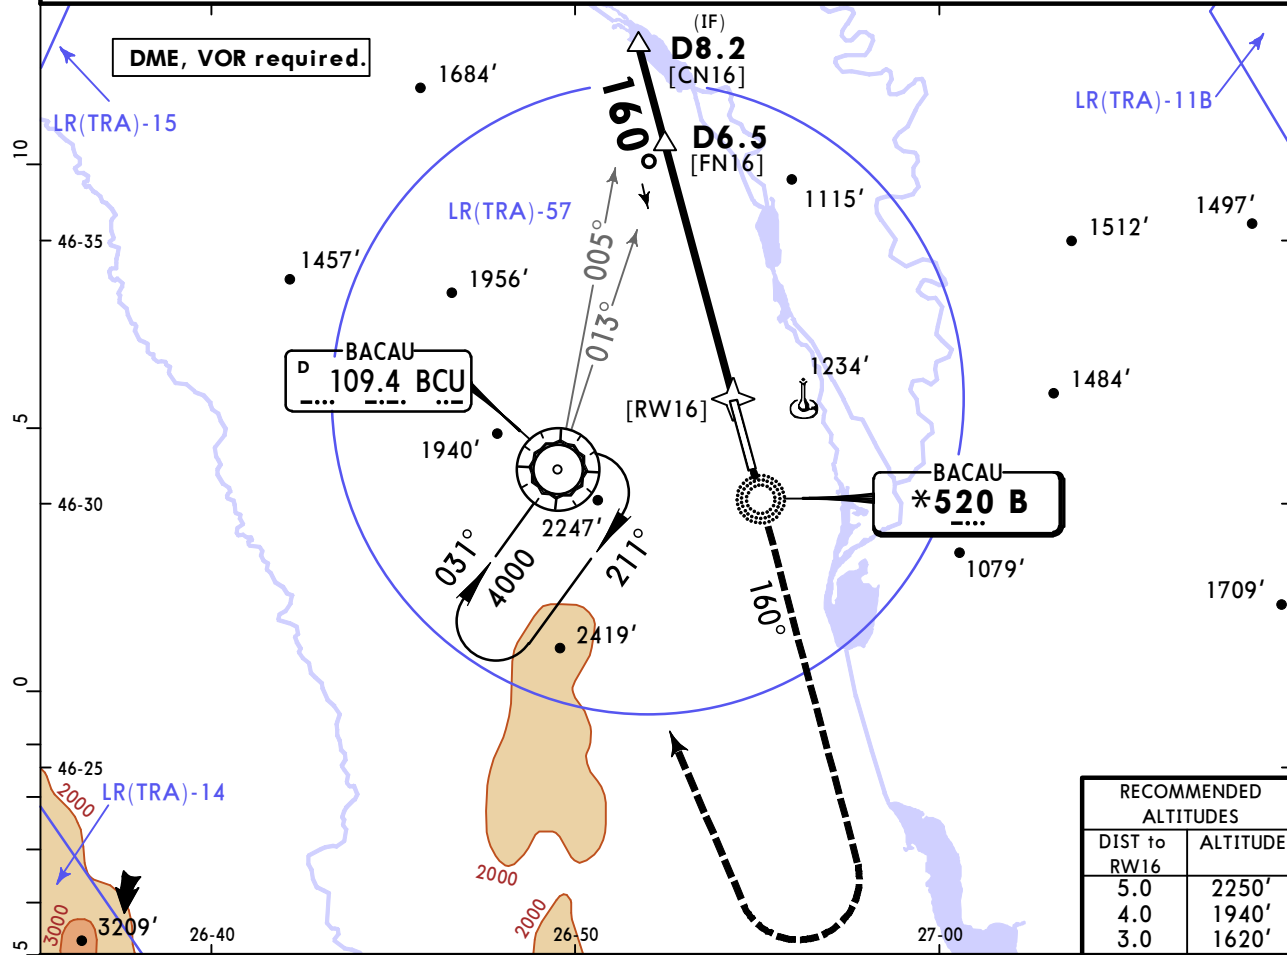 (IF)
D8.2
[CN16]
DME, VOR required.
1684'
LR(TRA)-15
LR(TRA)-11B
160°
D6.5
[FN16]
10
1115'
LR(TRA)-57
1497'
46-35
1512'
005°
1457'
1956'
013°
BACAU
D 109.4 BCU
1234'
1484'
[RW16]
5
1940'
BACAU
*520 B
46-30
2247'
031°
4000
211°
1079'
160°
1709'
2419'
0
46-25
LR(TRA)-14
2000
2000
2000
3000
3209'
5
26-40
26-50
27-00
RECOMMENDED
ALTITUDES
DIST to ALTITUDE
RW16
5.0 2250'
4.0 1940'
3.0 1620'